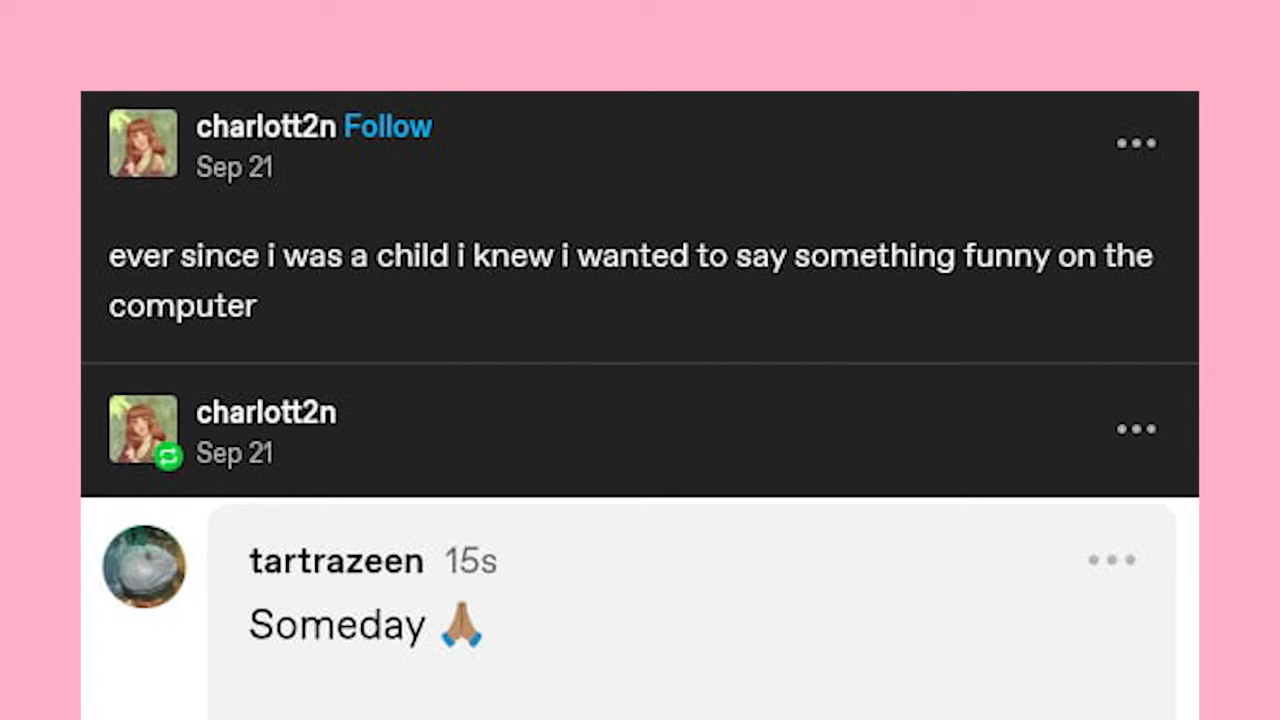 charlott2n Follow
Sep 21
ever since i was a child i knew i wanted to say something funny on the
computer
charlott2n
Sep 21
tartrazeen 15s
Someday 🙏🏽